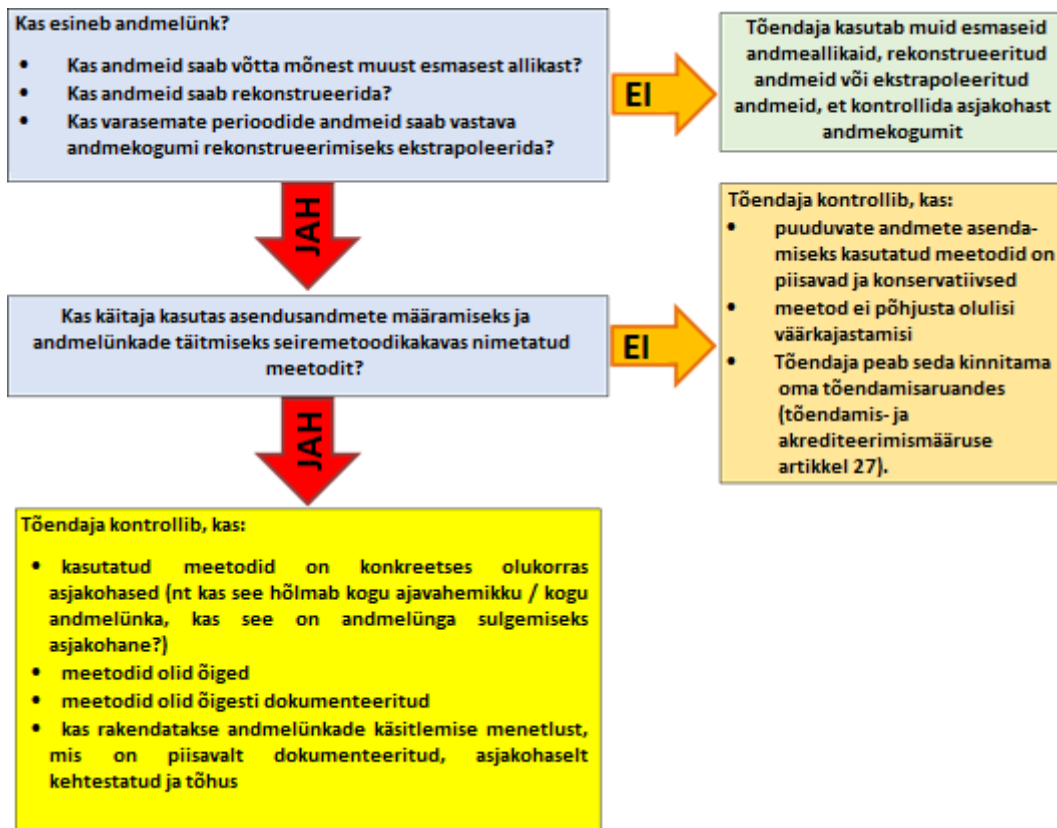 Kas esineb andmelünk?
• Kas andmeid saab võtta mõnest muust esmasest allikast?
• Kas andmeid saab rekonstrueerida?
• Kas varasemate perioodide andmeid saab vastava
andmekogumi rekonstrueerimiseks ekstrapoleerida?
EI
Tõendaja kasutab muid esmaseid
andmeallikaid, rekonstrueeritud
andmeid või ekstrapoleeritud
andmeid, et kontrollida asjakohast
andmekogumit
JAH
Kas käitaja kasutas asendusandmete määramiseks ja
andmelünkade täitmiseks seiremetoodikakavas nimetatud
meetodit?
EI
Tõendaja kontrollib, kas:
• puuduvate andmete asenda-
miseks kasutatud meetodid on
piisavad ja konservatiivsed
• meetod ei põhjusta olulisi
väärkajastamisi
• Tõendaja peab seda kinnitama
oma tõendamisaruandes
(tõendamis- ja
akrediteerimismääruse
artikkel 27).
JAH
Tõendaja kontrollib, kas:
• kasutatud meetodid on konkreetses olukorras
asjakohased (nt kas see hõlmab kogu ajavahemikku / kogu
andmelünka, kas see on andmelünga sulgemiseks
asjakohane?)
• meetodid olid õiged
• meetodid olid õigesti dokumenteeritud
• kas rakendatakse andmelünkade käsitlemise menetlust,
mis on piisavalt dokumenteeritud, asjakohaselt
kehtestatud ja tõhus